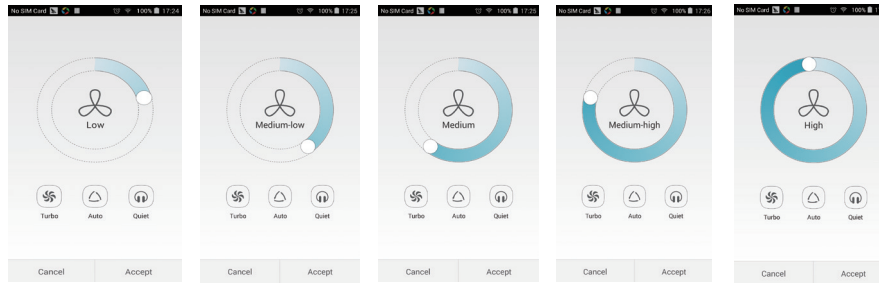 No SIM Card 100% 17:24
Low
Turbo Auto Quiet
Cancel Accept
No SIM Card 100% 17:25
Medium-low
Turbo Auto Quiet
Cancel Accept
No SIM Card 100% 17:25
Medium
Turbo Auto Quiet
Cancel Accept
No SIM Card 100% 17:26
Medium-high
Turbo Auto Quiet
Cancel Accept
No SIM Card 100%
High
Turbo Auto Quiet
Cancel Accept